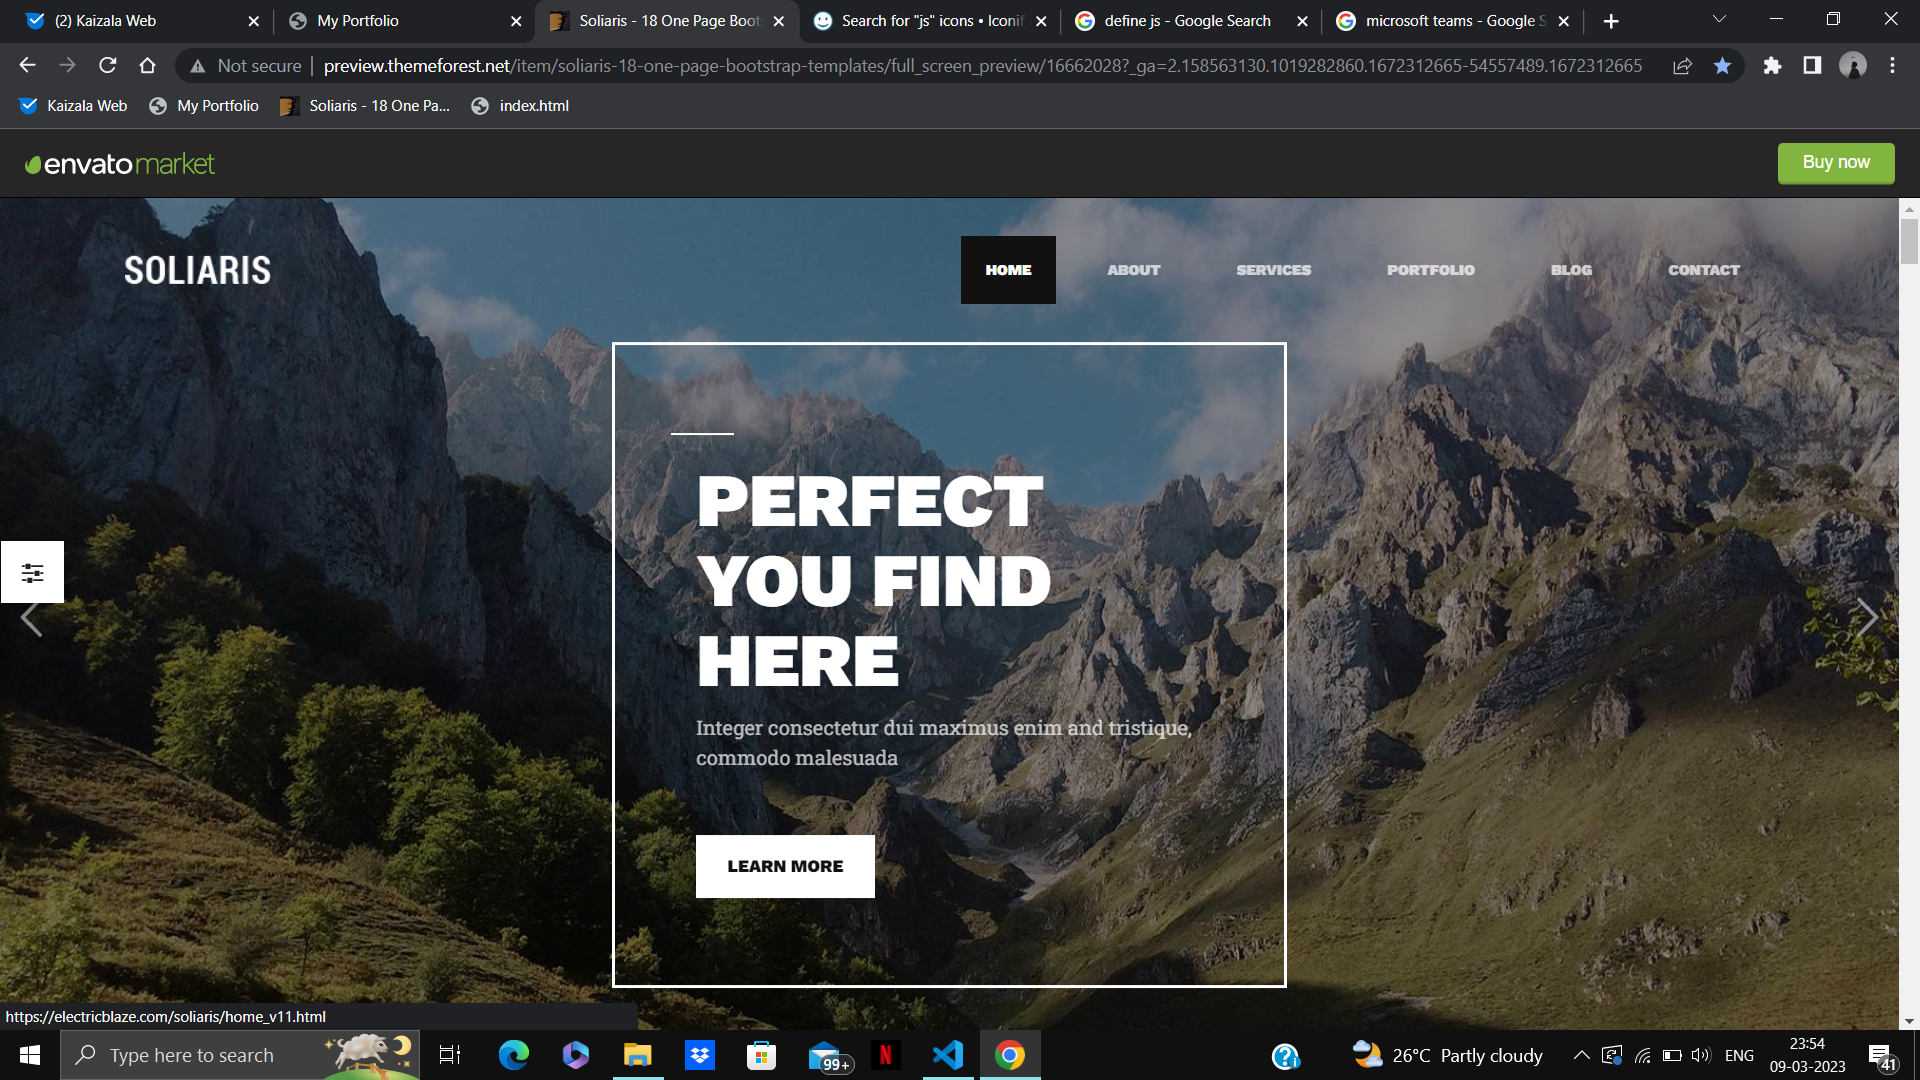 (2) Kaizala Web
My Portfolio
Soliaris - 18 One Page Boot
Search for "js" icons • Iconif
define js - Google Search
microsoft teams - Google S
Not secure
preview.themeforest.net/item/soliaris-18-one-page-bootstrap-templates/full_screen_preview/16662028?_ga=2.158563130.1019282860.1672312665-54557489.1672312665
Kaizala Web
My Portfolio
Soliaris - 18 One Pa...
index.html
envatomarket
Buy now
SOLIARIS
HOME
ABOUT
SERVICES
PORTFOLIO
BLOG
CONTACT
PERFECT
YOU FIND
HERE
Integer consectetur dui maximus enim and tristique,
commodo malesuada
LEARN MORE
https://electricblaze.com/soliaris/home_v11.html
Type here to search
99+
N
26°C Partly cloudy
ENG
23:54
09-03-2023
41